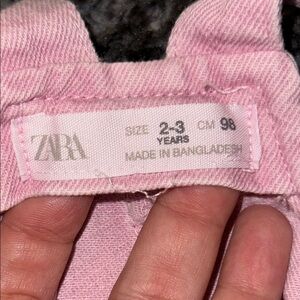 ZARA
SIZE 2-3 CM 98
YEARS
MADE IN BANGLADESH